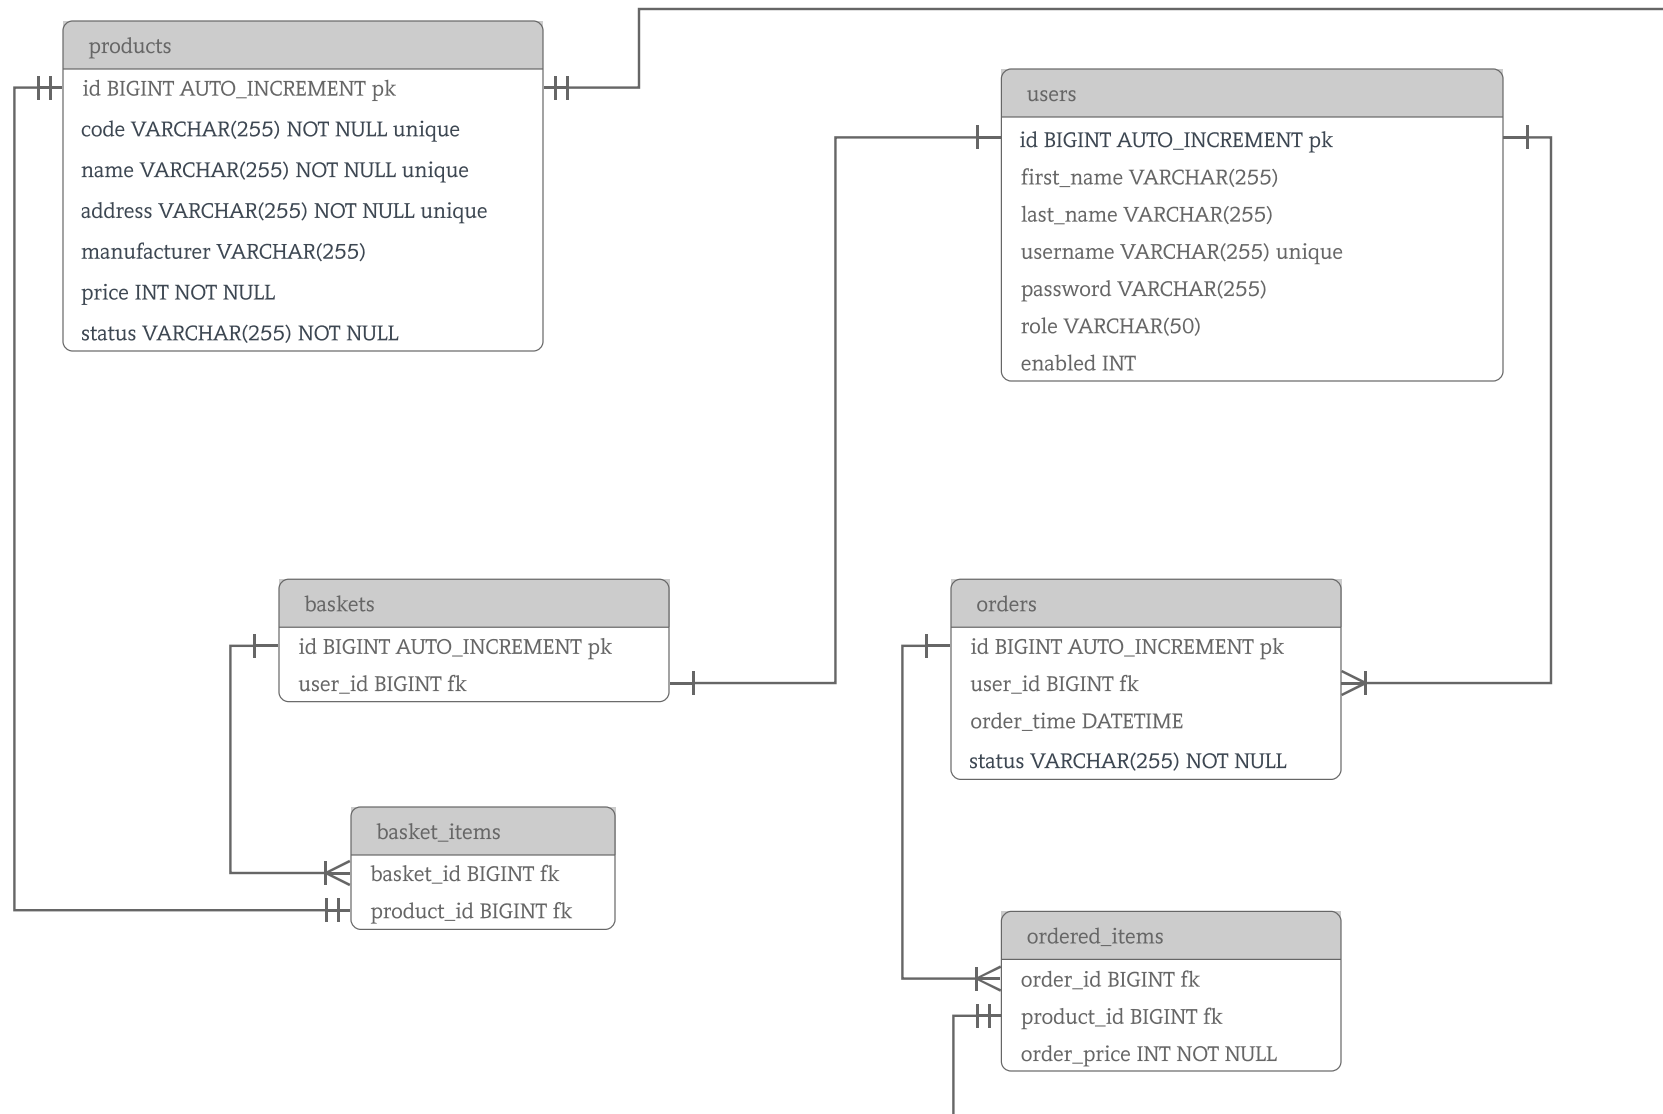 products
id BIGINT AUTO_INCREMENT pk
code VARCHAR(255) NOT NULL unique
name VARCHAR(255) NOT NULL unique
address VARCHAR(255) NOT NULL unique
manufacturer VARCHAR(255)
price INT NOT NULL
status VARCHAR(255) NOT NULL
users
id BIGINT AUTO_INCREMENT pk
first_name VARCHAR(255)
last_name VARCHAR(255)
username VARCHAR(255) unique
password VARCHAR(255)
role VARCHAR(50)
enabled INT
baskets
id BIGINT AUTO_INCREMENT pk
user_id BIGINT fk
orders
id BIGINT AUTO_INCREMENT pk
user_id BIGINT fk
order_time DATETIME
status VARCHAR(255) NOT NULL
basket_items
basket_id BIGINT fk
product_id BIGINT fk
ordered_items
order_id BIGINT fk
product_id BIGINT fk
order_price INT NOT NULL